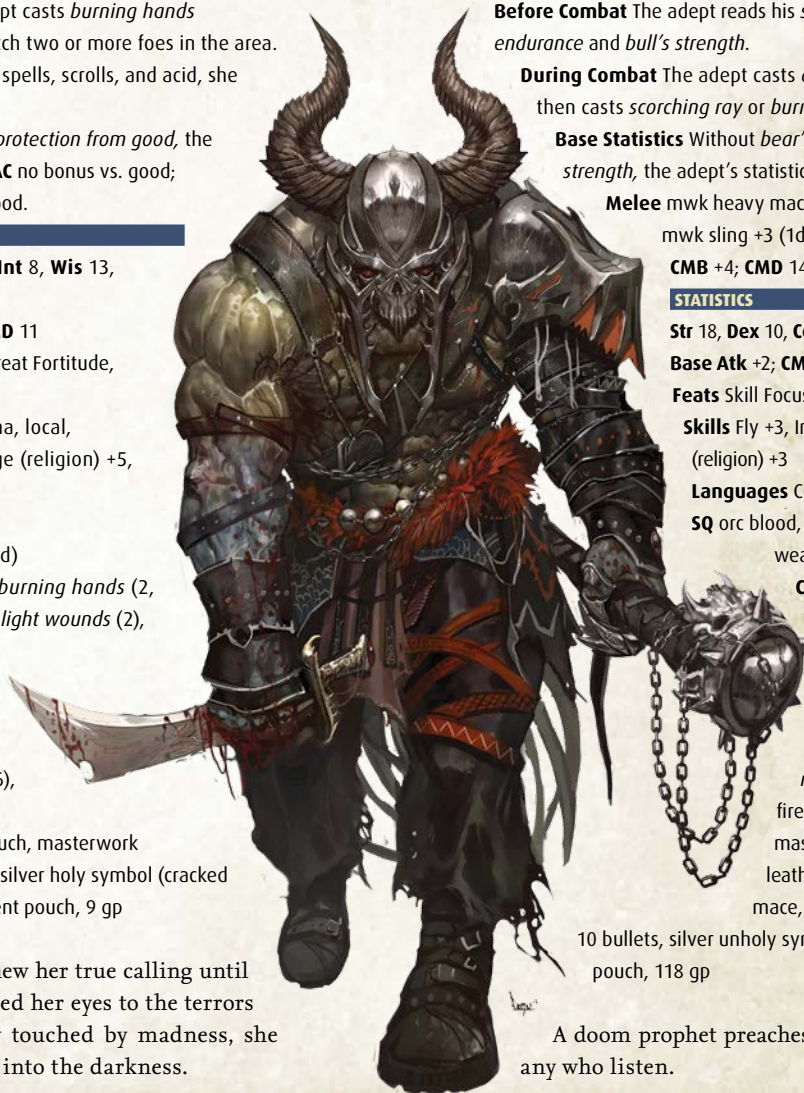 pt casts burning hands
tch two or more foes in the area.
spells, scrolls, and acid, she
protection from good, the
AC no bonus vs. good;
ood.
Int 8, Wis 13,
D 11
reat Fortitude,
na, local,
ge (religion) +5,
d)
burning hands (2,
light wounds (2),
6),
uch, masterwork
silver holy symbol (cracked
ent pouch, 9 gp
new her true calling until
ed her eyes to the terrors
touched by madness, she
into the darkness.
Before Combat The adept reads his
endurance and bull's strength.
During Combat The adept casts
then casts scorching ray or burn
Base Statistics Without bear's
strength, the adept's statistic
Melee mwk heavy mac
mwk sling +3 (1d
CMB +4; CMD 14
STATISTICS
Str 18, Dex 10, Co
Base Atk +2; CM
Feats Skill Focus
Skills Fly +3, In
(religion) +3
Languages C
SQ orc blood,
wea
C
fire
mas
leath
mace,
10 bullets, silver unholy sym
pouch, 118 gp
A doom prophet preaches
any who listen.